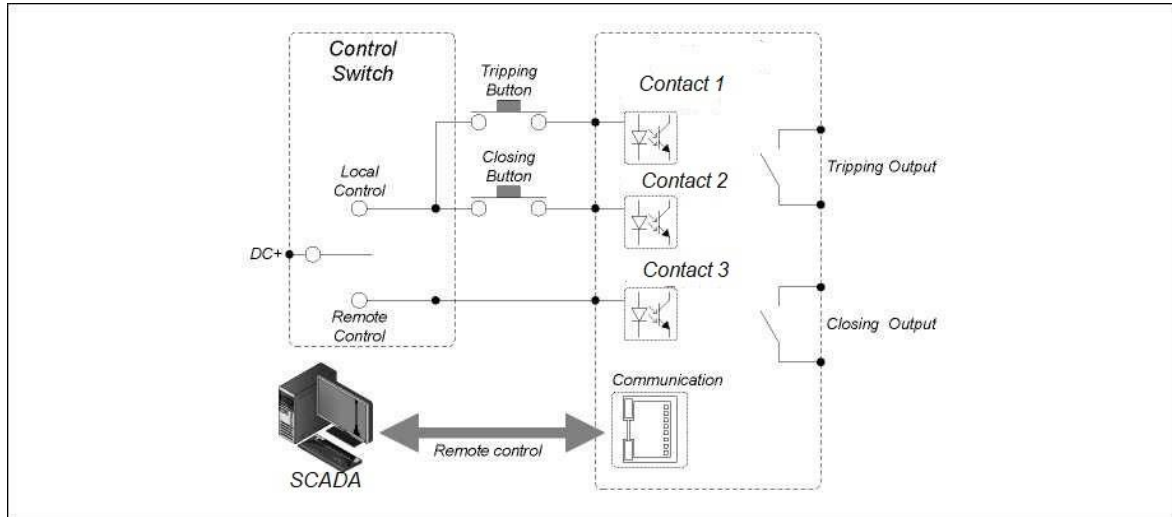 Control
Switch
Tripping
Button
Contact 1
Closing
Button
Local
Control
Contact 2
Tripping Output
DC+
Contact 3
Remote
Control
Closing Output
Communication
Remote control
SCADA